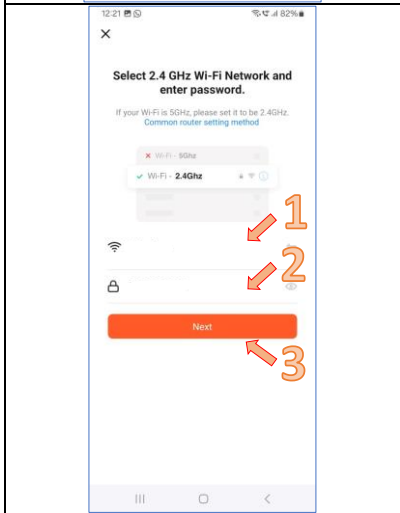 12:21 82%
Select 2.4 GHz Wi-Fi Network and
enter password.
If your Wi-Fi is 5GHz, please set it to be 2.4GHz.
Common router setting method
Wi-Fi - 5Ghz
Wi-Fi - 2.4Ghz
1
2
Next
3